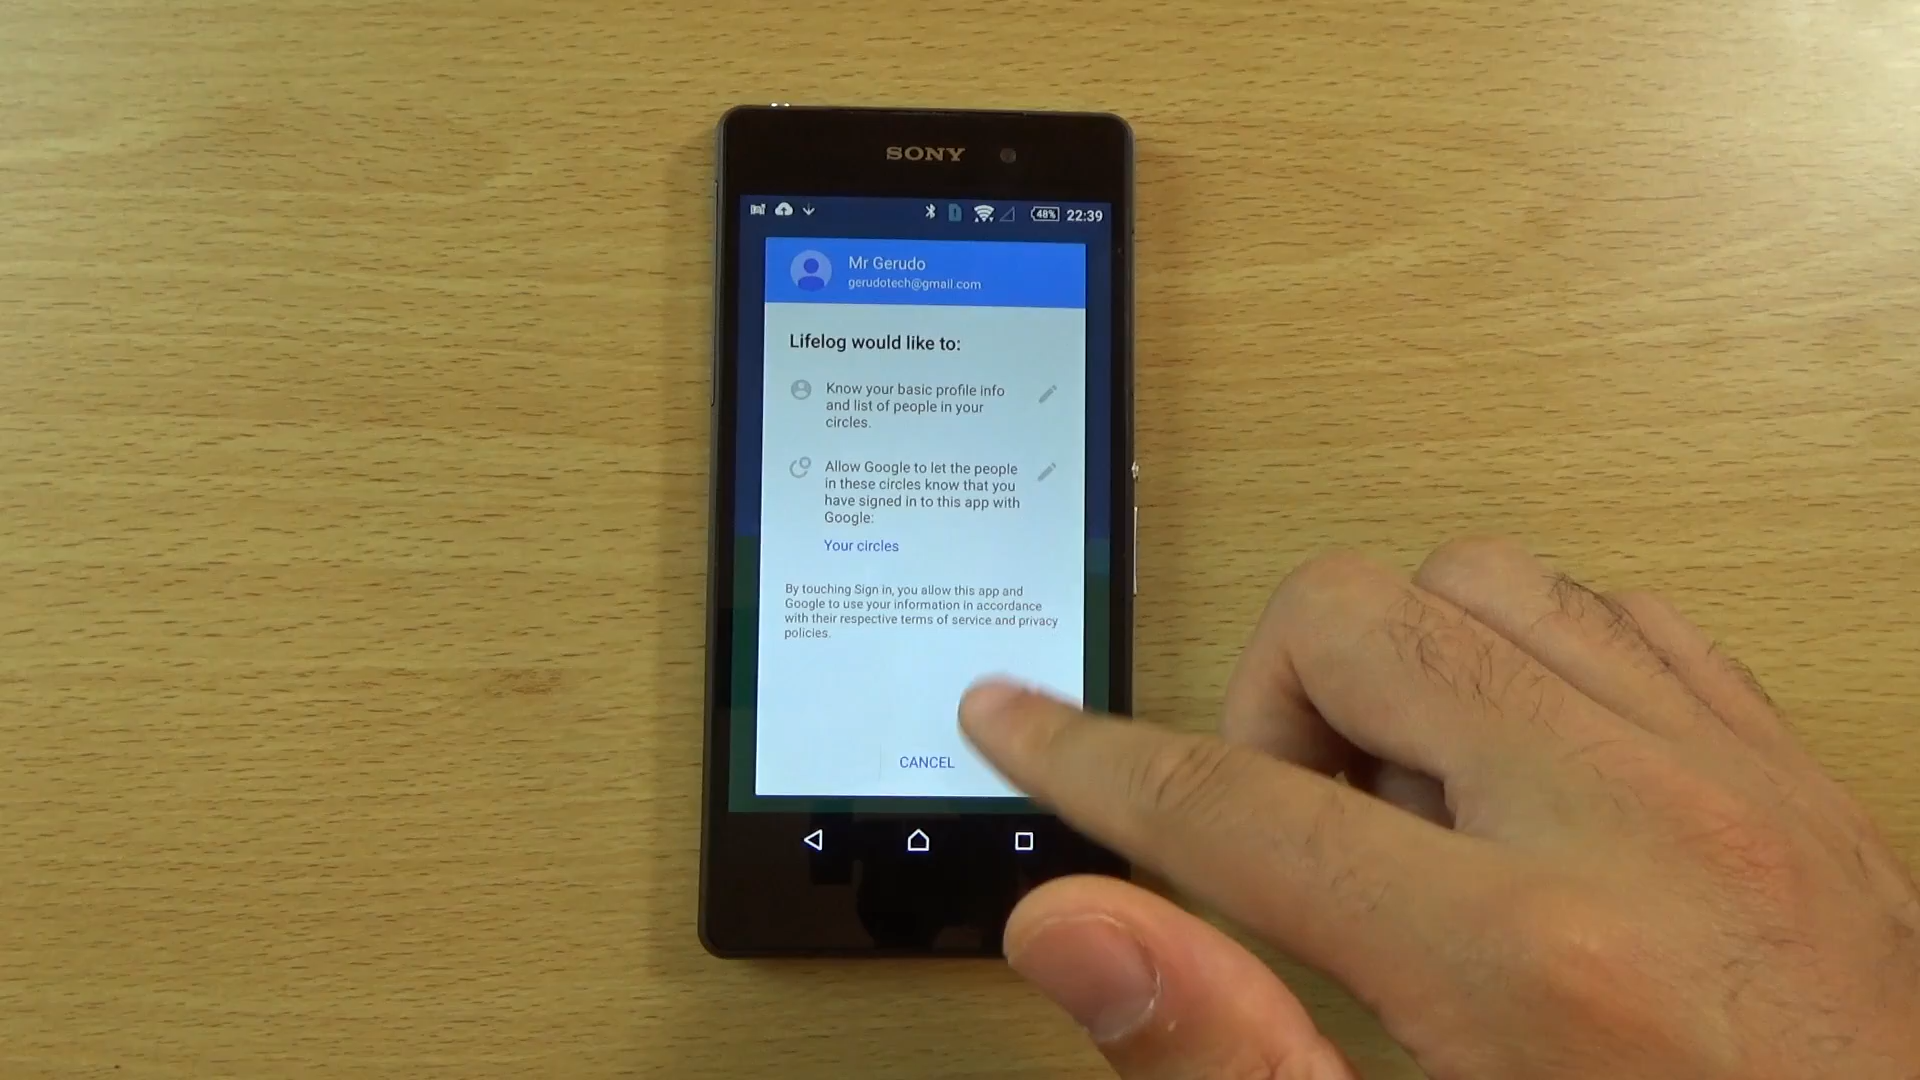 SONY
48% 22:39
Mr Gerudo
gerudotech@gmail.com
Lifelog would like to:
Know your basic profile info
and list of people in your
circles.
Allow Google to let the people
in these circles know that you
have signed in to this app with
Google:
Your circles
By touching Sign in, you allow this app and
Google to use your information in accordance
with their respective terms of service and privacy
policies.
CANCEL